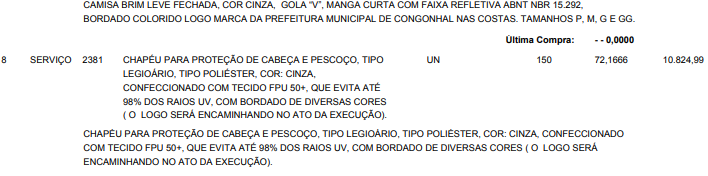 CAMISA BRIM LEVE FECHADA, COR CINZA, GOLA "V", MANGA CURTA COM FAIXA REFLETIVA ABNT NBR 15.292,
BORDADO COLORIDO LOGO MARCA DA PREFEITURA MUNICIPAL DE CONGONHAL NAS COSTAS. TAMANHOS P, M, G E GG.
Última Compra: - - 0,0000
8 SERVIÇO 2381 CHAPÉU PARA PROTEÇÃO DE CABEÇA E PESCOÇO, TIPO UN 150 72,1666 10.824,99
LEGIOÁRIO, TIPO POLIÉSTER, COR: CINZA,
CONFECCIONADO COM TECIDO FPU 50+, QUE EVITA ATÉ
98% DOS RAIOS UV, COM BORDADO DE DIVERSAS CORES
( O LOGO SERÁ ENCAMINHANDO NO ATO DA EXECUÇÃO).
CHAPÉU PARA PROTEÇÃO DE CABEÇA E PESCOÇO, TIPO LEGIOÁRIO, TIPO POLIÉSTER, COR: CINZA, CONFECCIONADO
COM TECIDO FPU 50+, QUE EVITA ATÉ 98% DOS RAIOS UV, COM BORDADO DE DIVERSAS CORES ( O LOGO SERÁ
ENCAMINHANDO NO ATO DA EXECUÇÃO).